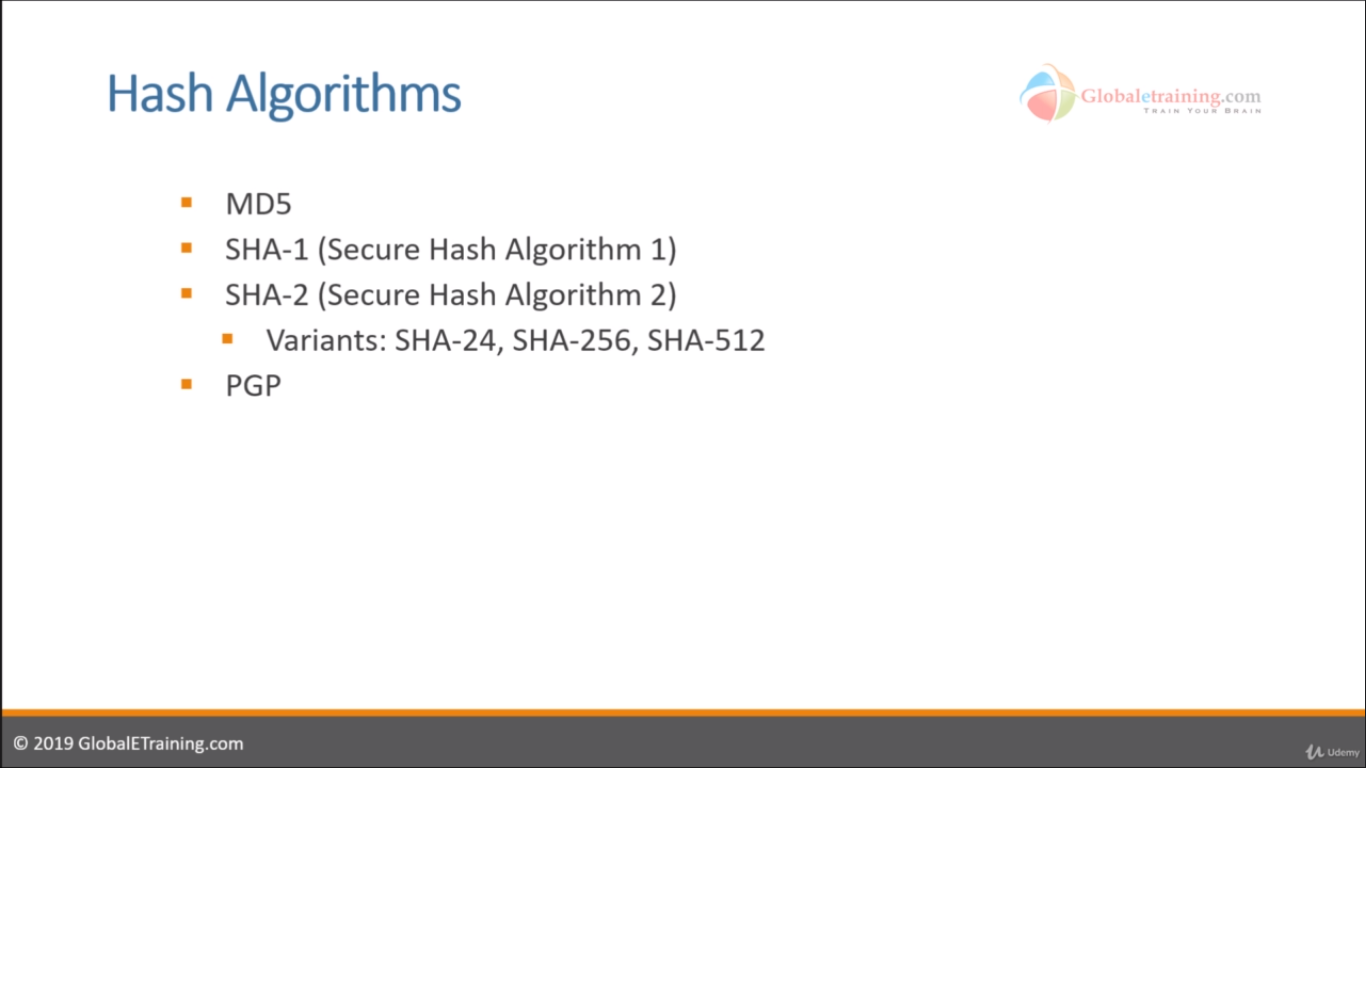 Hash Algorithms
Globaletraining.com
TRAIN YOUR BRAIN
MD5
SHA-1 (Secure Hash Algorithm 1)
SHA-2 (Secure Hash Algorithm 2)
Variants: SHA-24, SHA-256, SHA-512
PGP
© 2019 GlobalETraining.com
Udemy